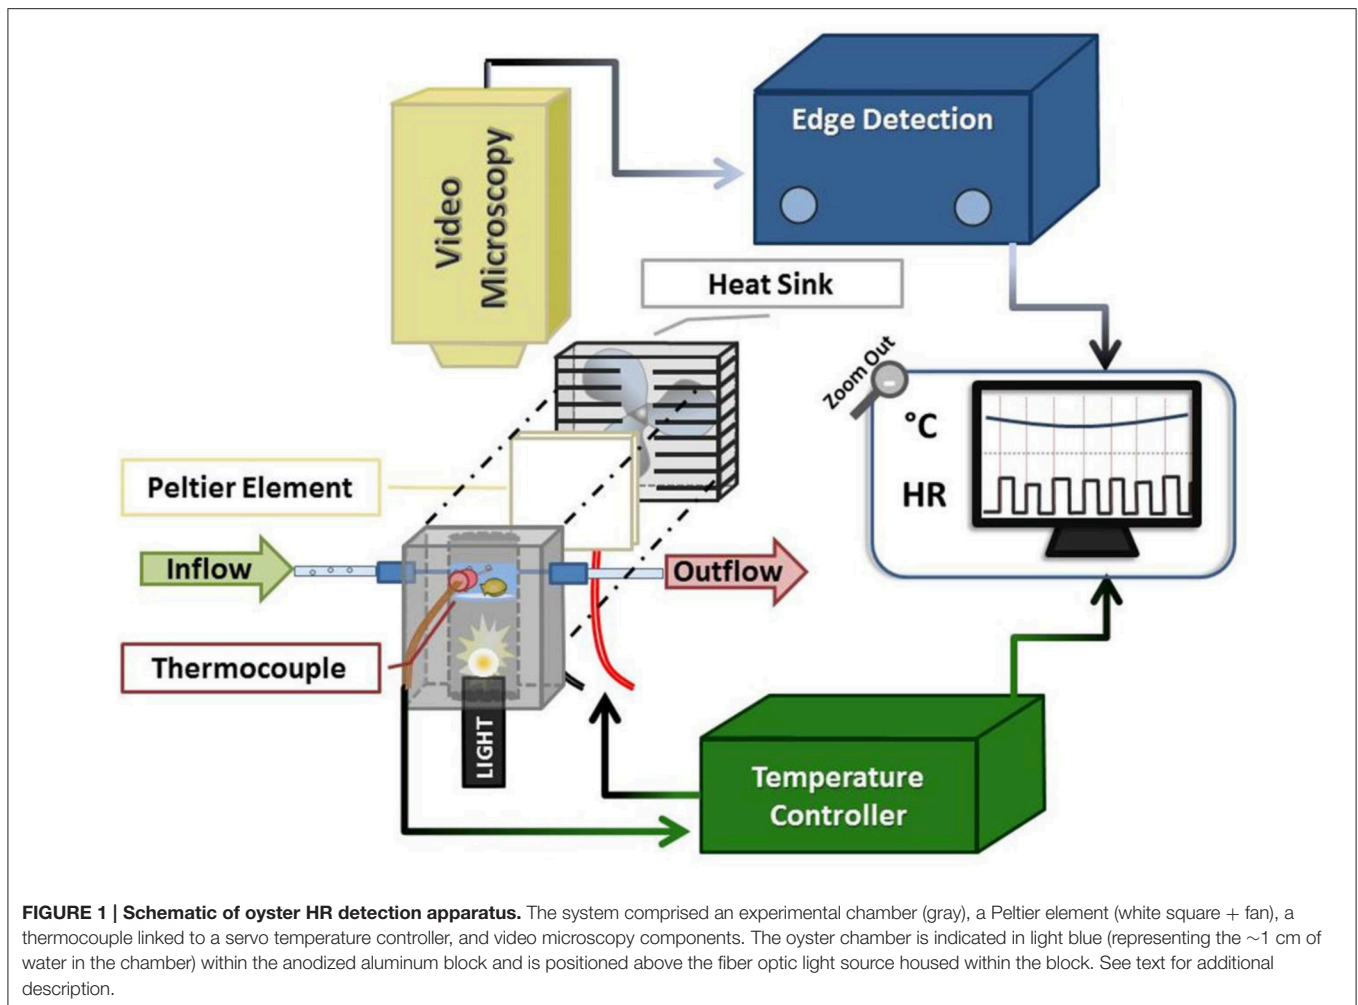 Video
Microscopy
Edge Detection
Heat Sink
Zoom Out
°C
HR
Peltier Element
Inflow
Outflow
Thermocouple
LIGHT
Temperature
Controller
FIGURE 1 | Schematic of oyster HR detection apparatus. The system comprised an experimental chamber (gray), a Peltier element (white square + fan), a
thermocouple linked to a servo temperature controller, and video microscopy components. The oyster chamber is indicated in light blue (representing the ~1 cm of
water in the chamber) within the anodized aluminum block and is positioned above the fiber optic light source housed within the block. See text for additional
description.